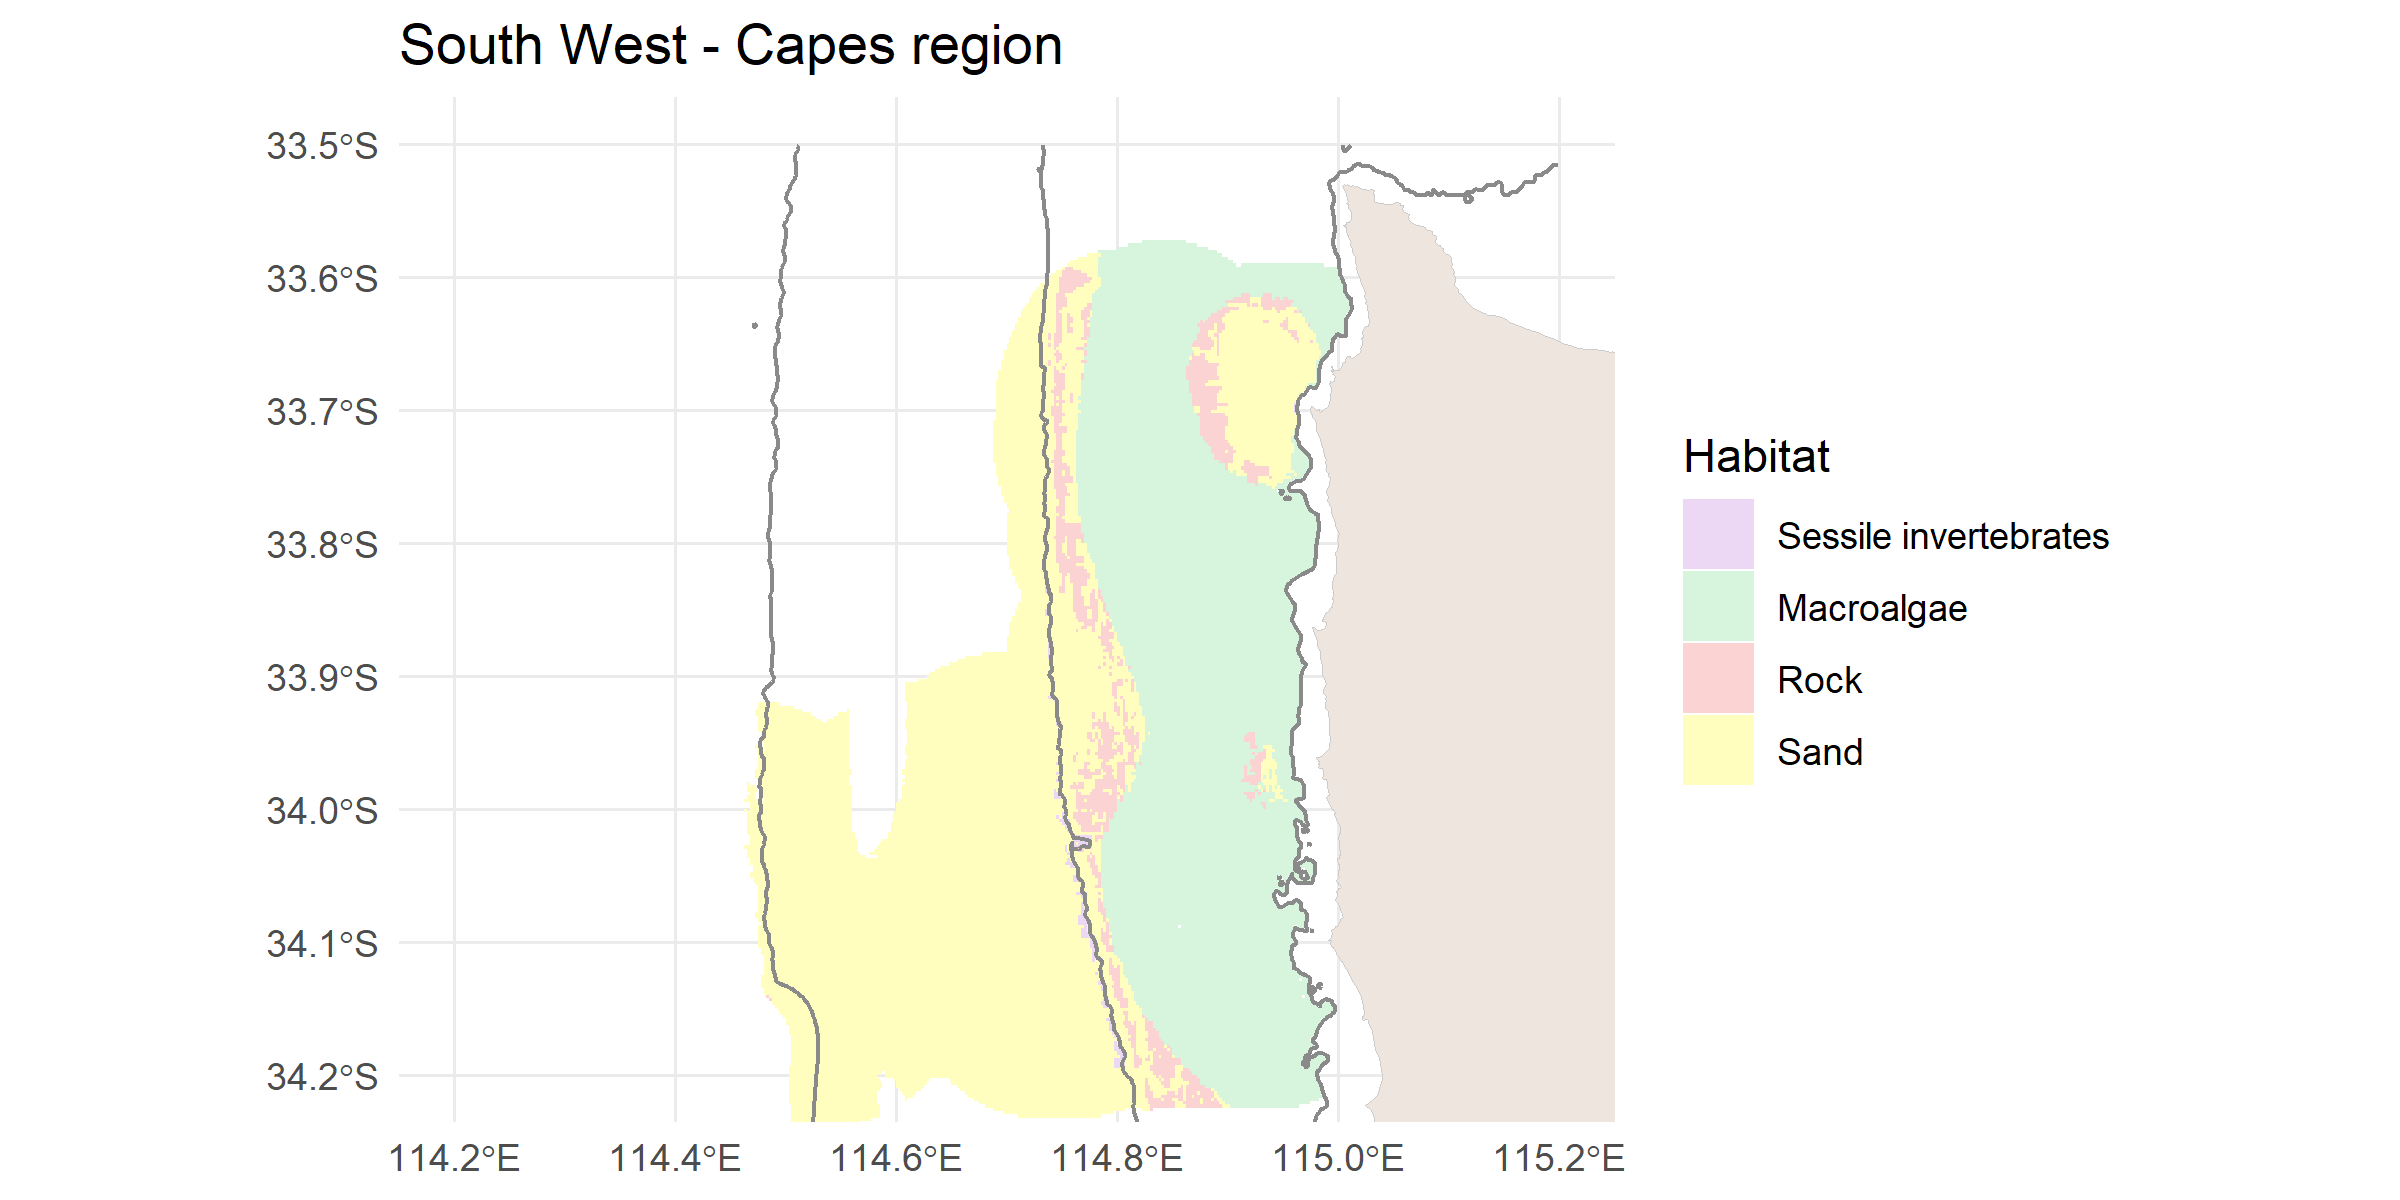 South West - Capes region
33.5°S
33.6°S
33.7°S
33.8°S
33.9°S
34.0°S
34.1°S
34.2°S
114.2°E
114.4°E
114.6°E
114.8°E
115.0°E
115.2°E
Habitat
Sessile invertebrates
Macroalgae
Rock
Sand